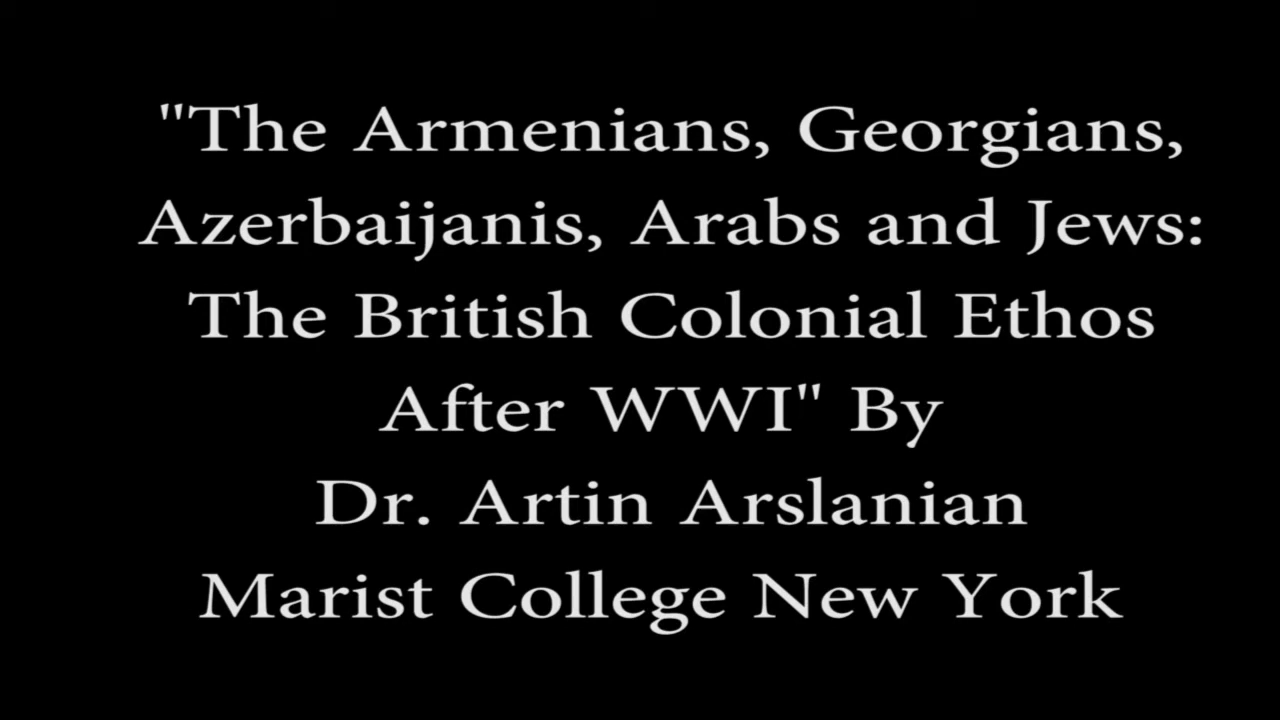 "The Armenians, Georgians,
Azerbaijanis, Arabs and Jews:
The British Colonial Ethos
After WWI" By
Dr. Artin Arslanian
Marist College New York